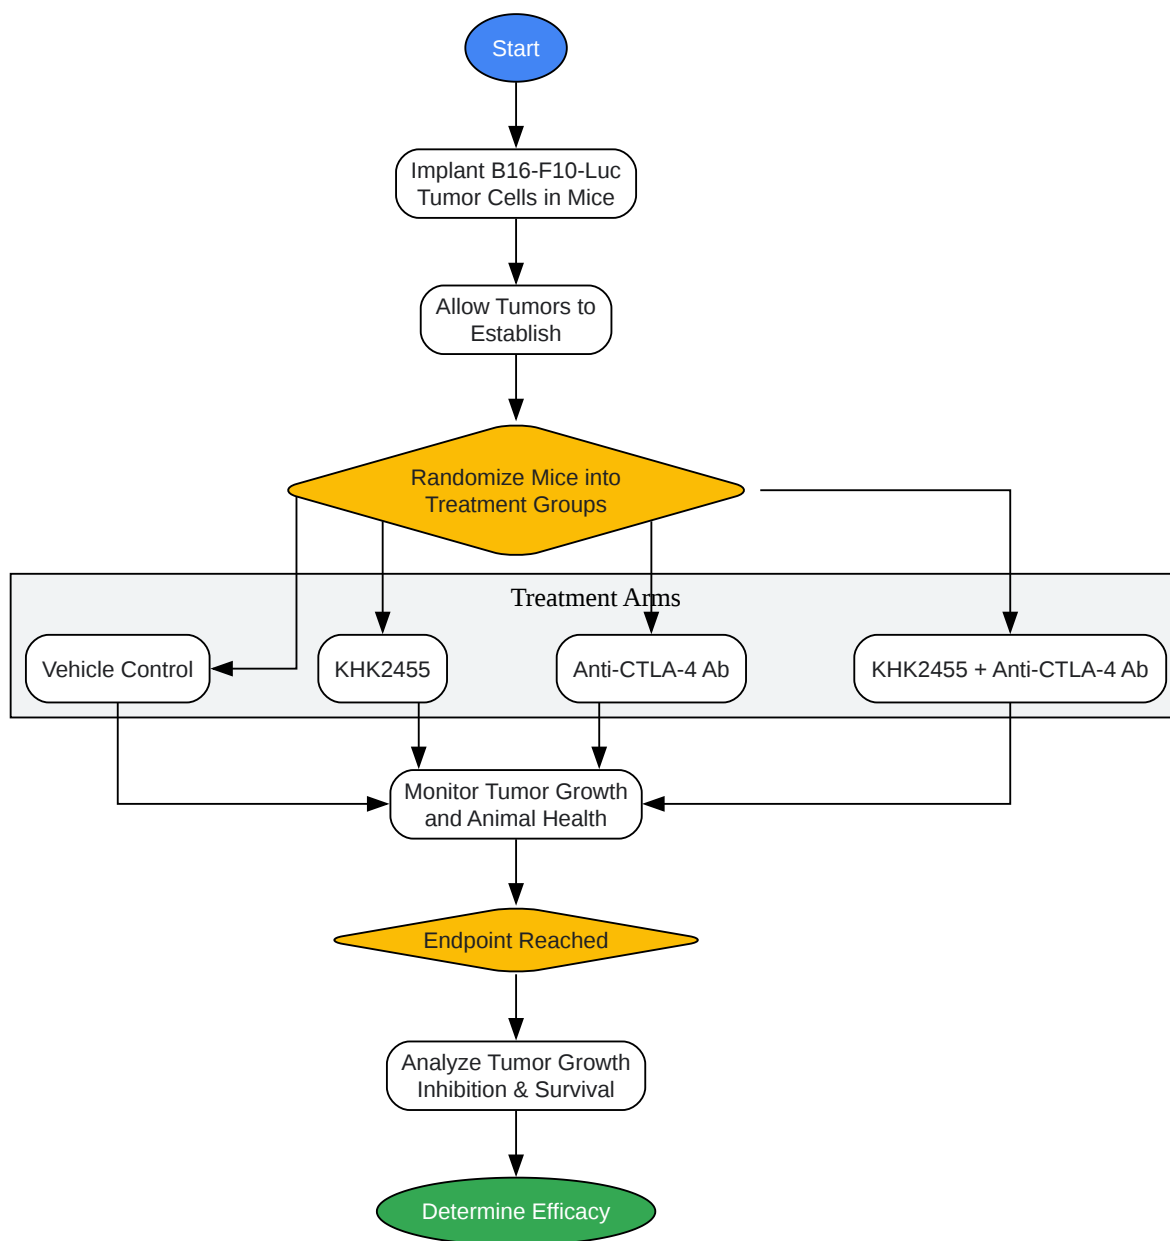 Start
Implant B16-F10-Luc
Tumor Cells in Mice
Allow Tumors to
Establish
Randomize Mice into
Treatment Groups
Treatment Arms
Vehicle Control
KHK2455
Anti-CTLA-4 Ab
KHK2455 + Anti-CTLA-4 Ab
Monitor Tumor Growth
and Animal Health
Endpoint Reached
Analyze Tumor Growth
Inhibition & Survival
Determine Efficacy